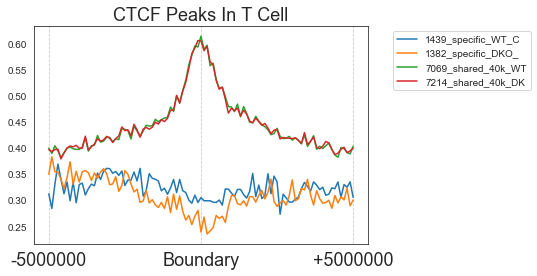 CTCF Peaks In T Cell
0.60
0.55
0.50
0.45
0.40
0.35
0.30
0.25
-5000000
Boundary
+5000000
1439_specific_WT_C
1382_specific_DKO_
7069_shared_40k_WT
7214_shared_40k_DK